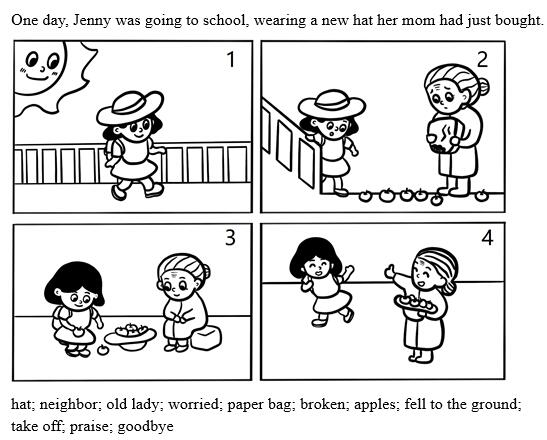 One day, Jenny was going to school, wearing a new hat her mom had just bought.
1
2
3
4
hat; neighbor; old lady; worried; paper bag; broken; apples; fell to the ground;
take off; praise; goodbye